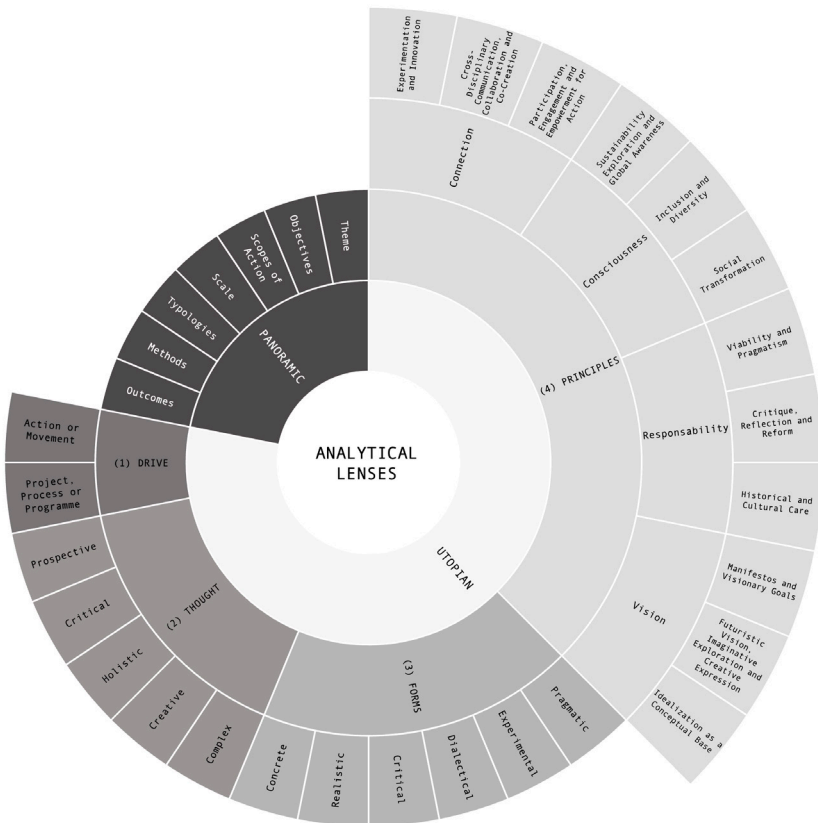 ANALYTICAL
LENSES
PANORAMIC
Theme
Objectives
Scopes of
Action
Scale
Typologies
Methods
Outcomes
UTOPIAN
(1) DRIVE
Action or
Movement
Project,
Process or
Programme
(2) THOUGHT
Prospective
Critical
Holistic
Creative
Complex
(3) FORMS
Concrete
Realistic
Critical
Dialectical
Experimental
Pragmatic
(4) PRINCIPLES
Connection
Experimentation
and Innovation
Cross-
Disciplinary
Communication,
Collaboration and
Co-Creation
Participation,
Engagement and
Empowerment for
Action
Consciousness
Sustainability
Exploration and
Global Awareness
Inclusion and
Diversity
Social
Transformation
Responsability
Viability and
Pragmatism
Critique,
Reflection and
Reform
Historical and
Cultural Care
Vision
Manifestos and
Visionary Goals
Futuristic
Vision,
Imaginative
Exploration and
Creative
Expression
Idealization as a
Conceptual Base